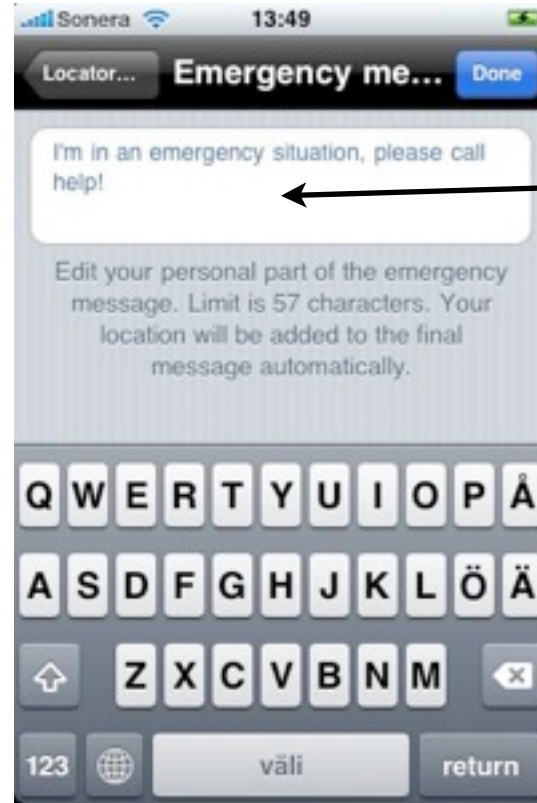 Sonera 13:49
Locator... Emergency me... Done
I'm in an emergency situation, please call
help!
Edit your personal part of the emergency
message. Limit is 57 characters. Your
location will be added to the final
message automatically.
Q W E R T Y U I O P Å
A S D F G H J K L Ö Ä
Z X C V B N M
123 väli return